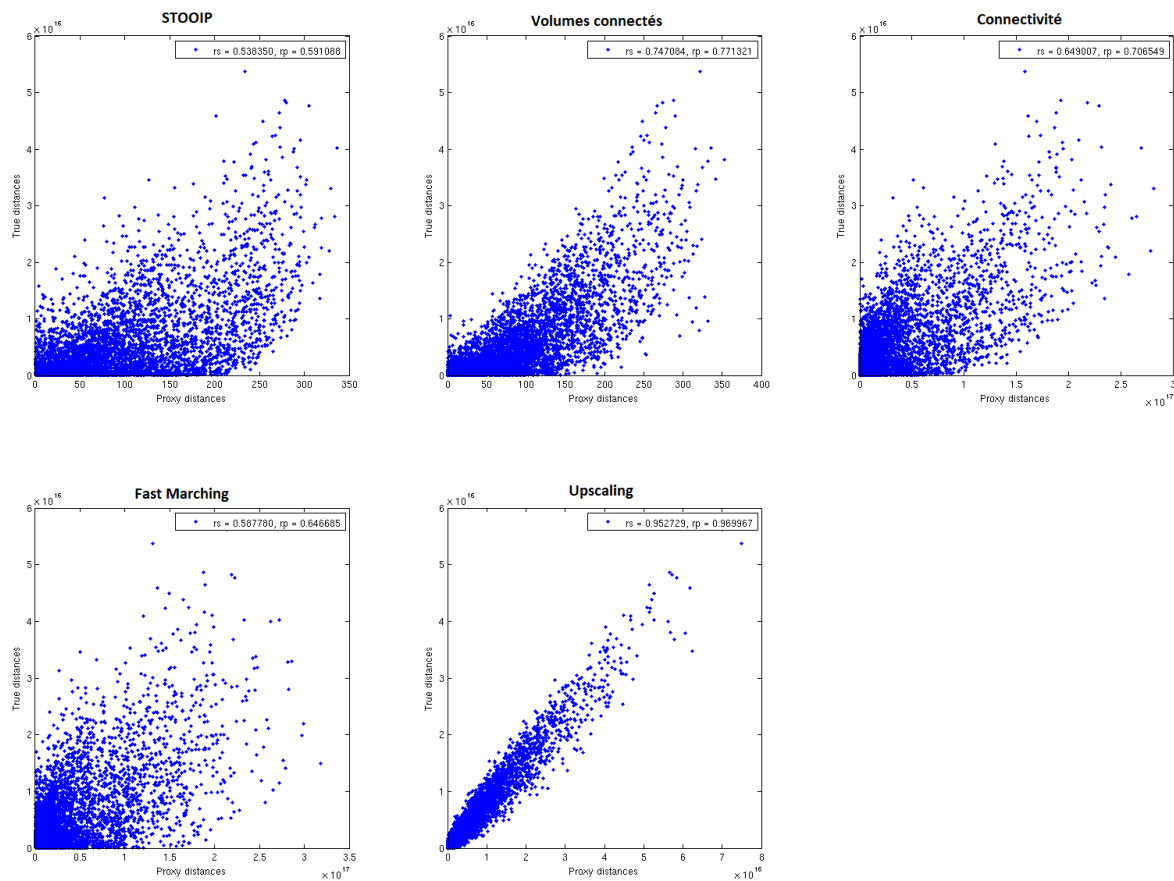 STOOIP
× 10^16
rs = 0.538350, rp = 0.591088
6
5
4
3
2
1
0
True distances
0 50 100 150 200 250 300 350
Proxy distances
Volumes connectés
× 10^16
rs = 0.747084, rp = 0.771321
6
5
4
3
2
1
0
True distances
0 50 100 150 200 250 300 350 400
Proxy distances
Connectivité
× 10^16
rs = 0.649007, rp = 0.706549
6
5
4
3
2
1
0
True distances
0 0.5 1 1.5 2 2.5 3
Proxy distances
× 10^17
Fast Marching
× 10^16
rs = 0.587780, rp = 0.646685
6
5
4
3
2
1
0
True distances
0 0.5 1 1.5 2 2.5 3 3.5
Proxy distances
× 10^17
Upscaling
× 10^16
rs = 0.952729, rp = 0.969967
6
5
4
3
2
1
0
True distances
0 1 2 3 4 5 6 7 8
Proxy distances
× 10^16